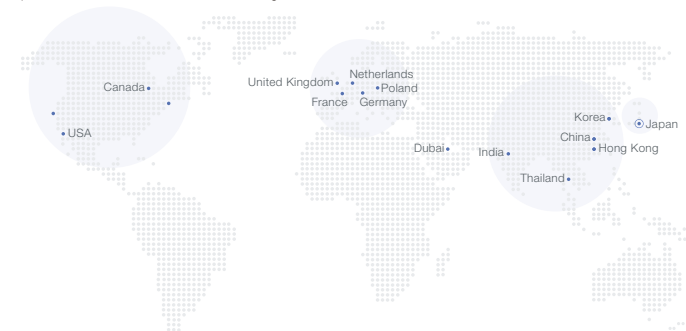 Netherlands
United Kingdom
Canada
Poland
France
Germany
Korea
Japan
USA
China
Dubai
India
Hong Kong
Thailand